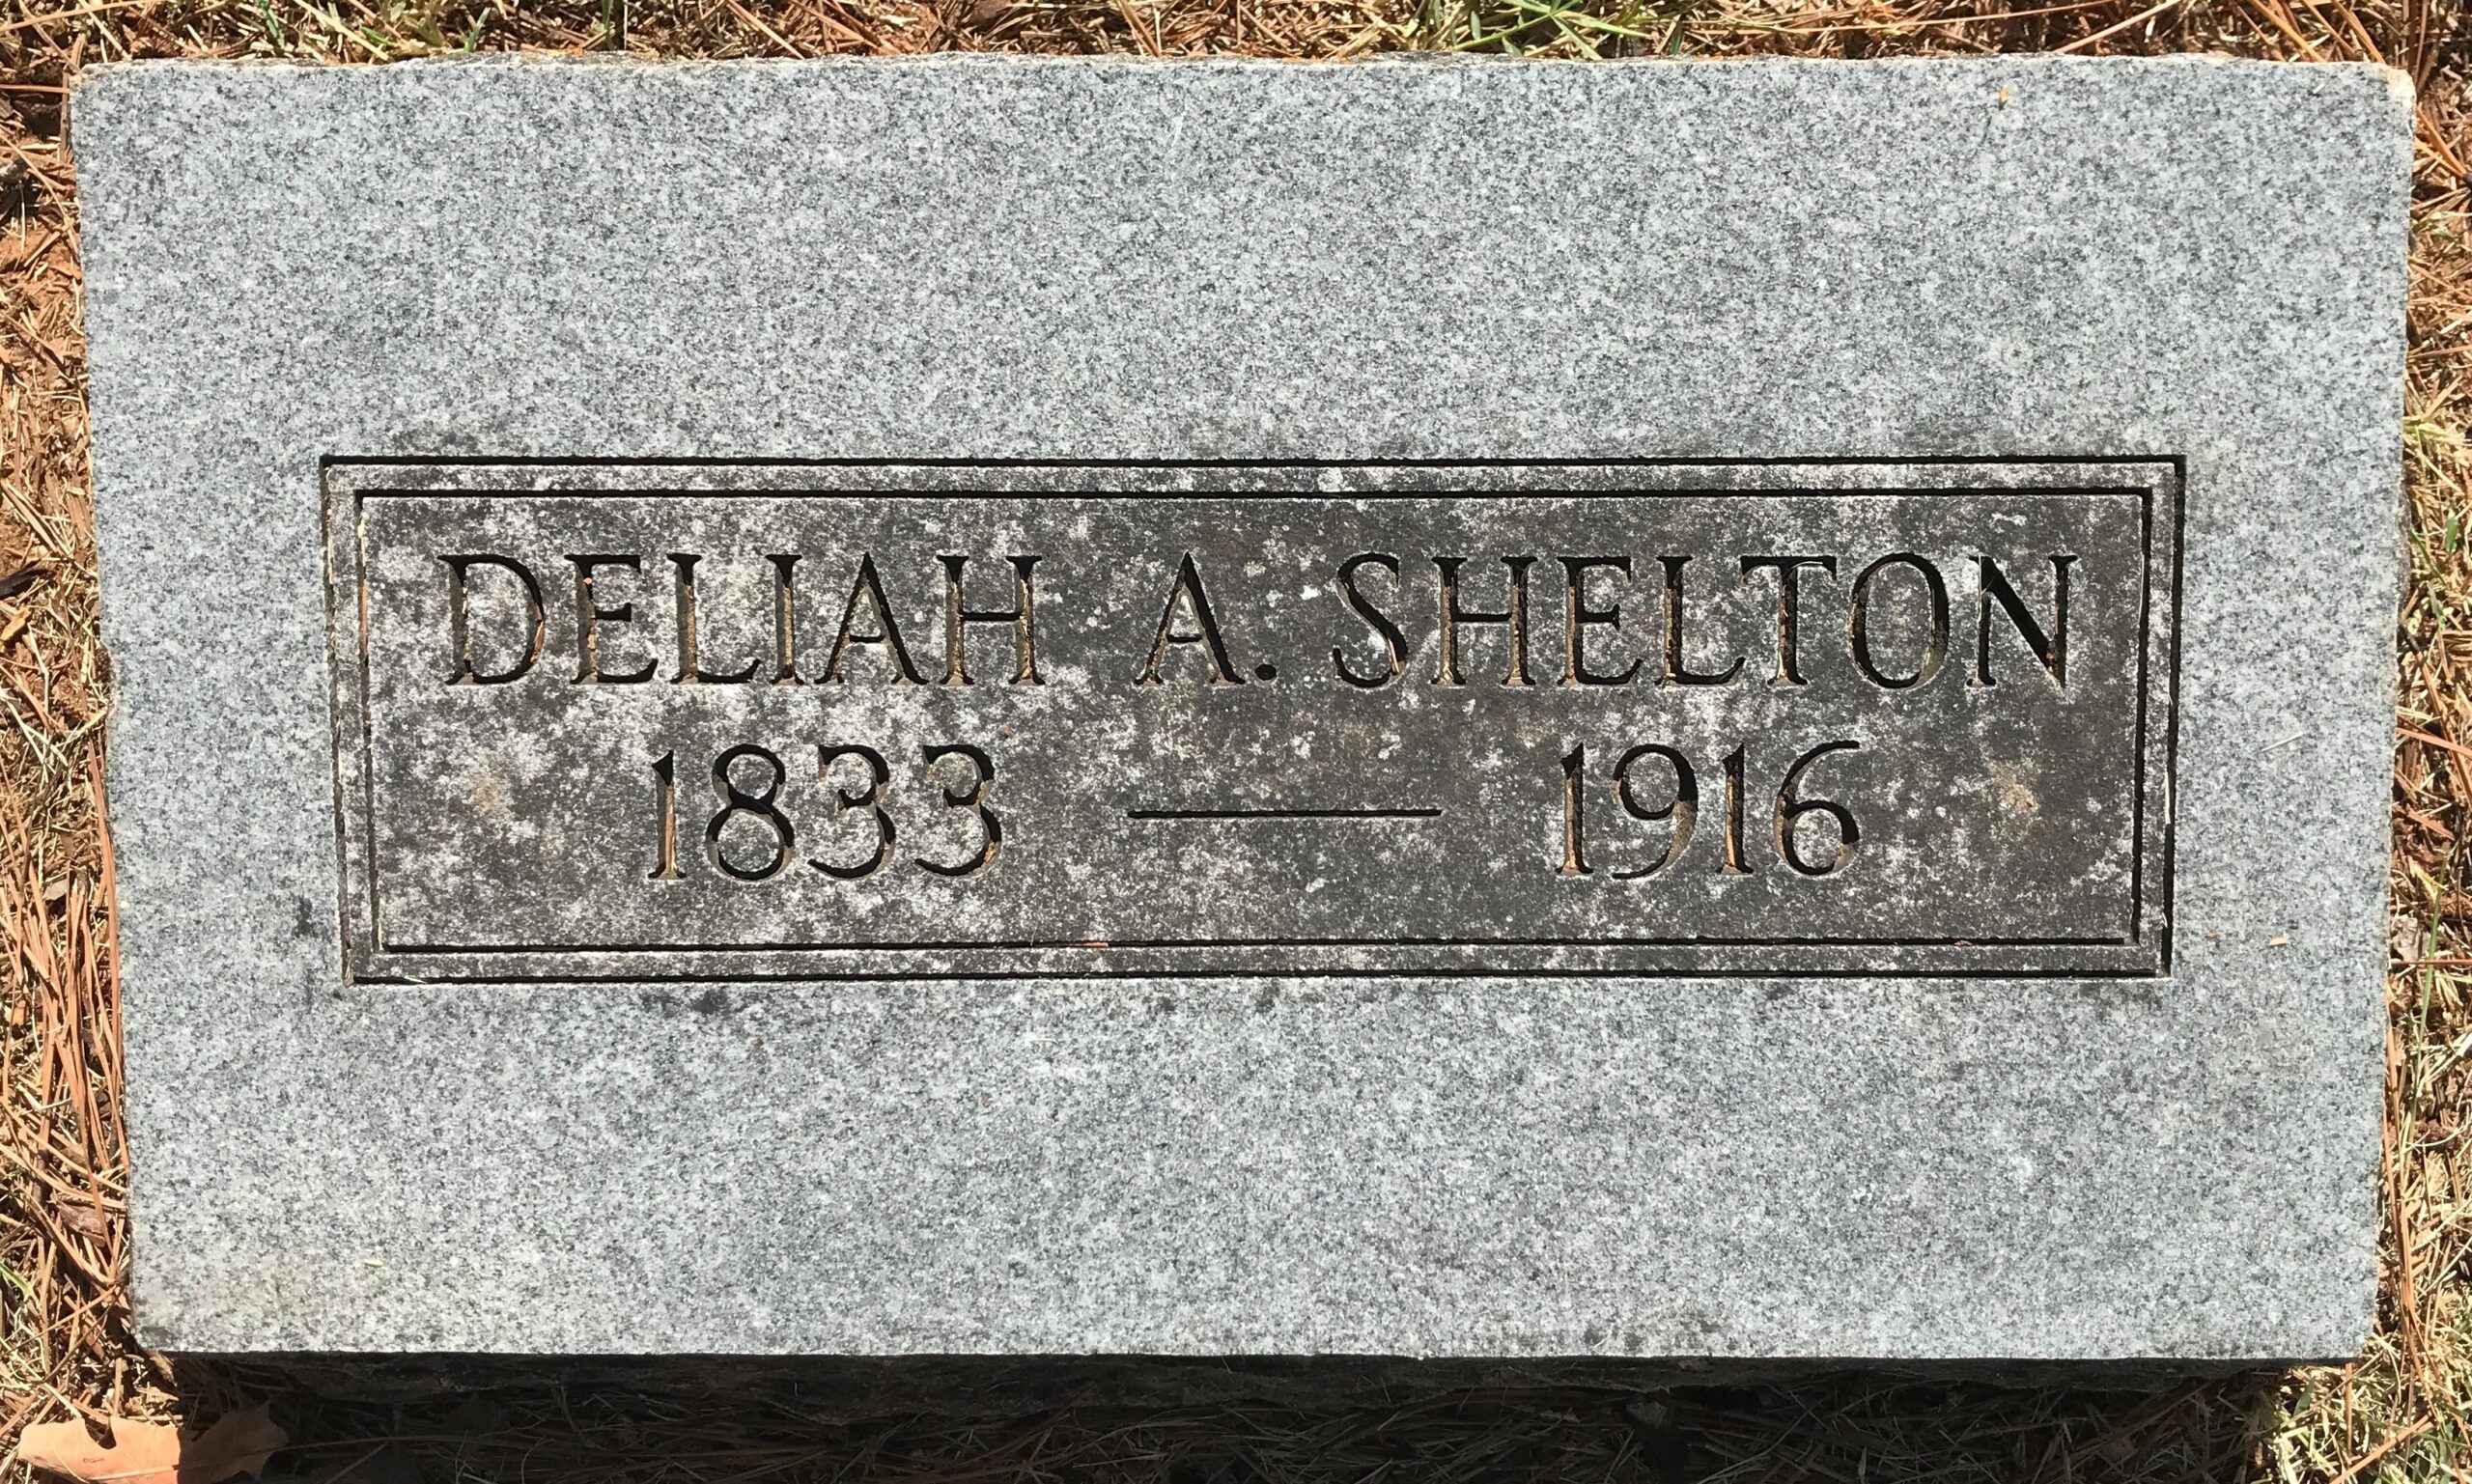 DELIAH A. SHELTON
1833 — 1916